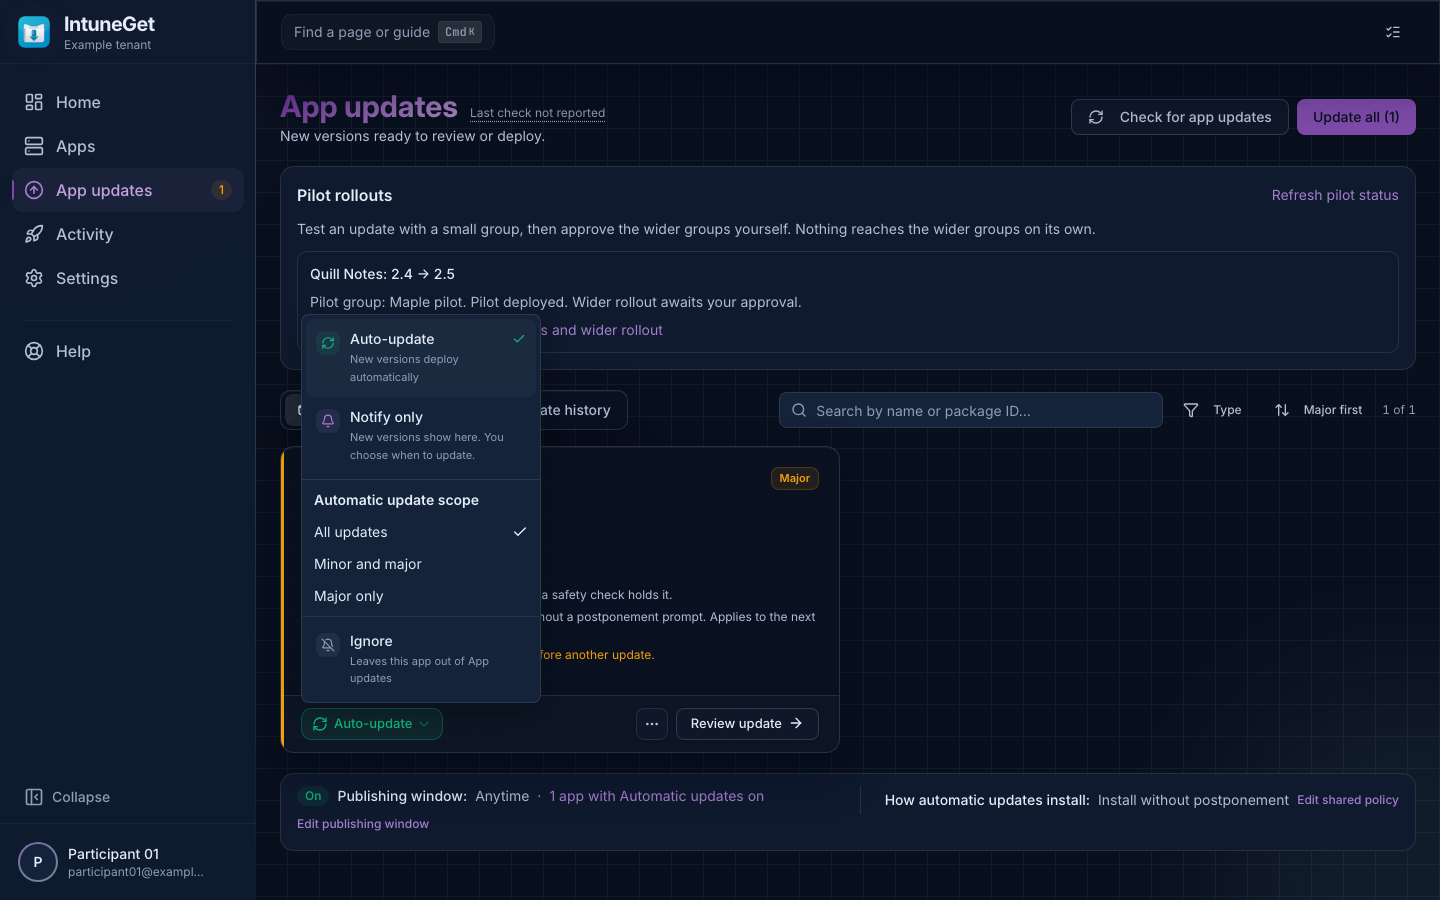 IntuneGet
Example tenant
Find a page or guide Cmd K
Home
Apps
App updates 1
Activity
Settings
Help
Collapse
P
Participant 01
participant01@exampl...
App updates Last check not reported
New versions ready to review or deploy.
Check for app updates
Update all (1)
Pilot rollouts
Refresh pilot status
Test an update with a small group, then approve the wider groups yourself. Nothing reaches the wider groups on its own.
Quill Notes: 2.4 → 2.5
Pilot group: Maple pilot. Pilot deployed. Wider rollout awaits your approval.
s and wider rollout
Auto-update
New versions deploy
automatically
Notify only
New versions show here. You
choose when to update.
Automatic update scope
All updates
Minor and major
Major only
Ignore
Leaves this app out of App
updates
ate history
Search by name or package ID...
Type
Major first
1 of 1
Major
a safety check holds it.
hout a postponement prompt. Applies to the next
fore another update.
Auto-update
Review update →
On Publishing window: Anytime · 1 app with Automatic updates on
Edit publishing window
How automatic updates install: Install without postponement Edit shared policy